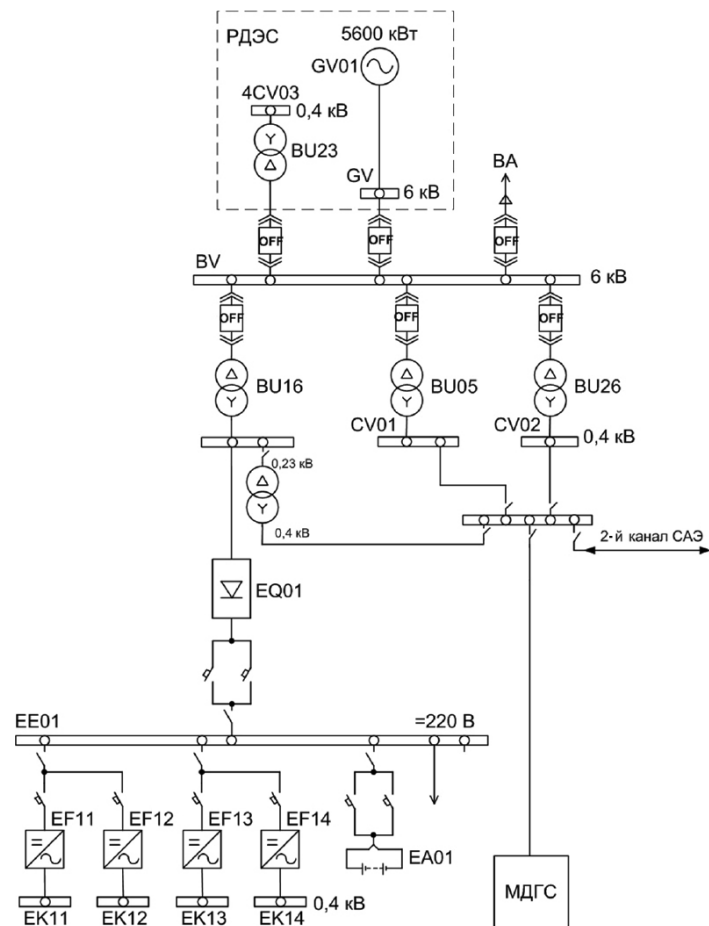 РДЭС
5600 кВт
GV01
4CV03
0,4 кВ
BU23
GV
6 кВ
BA
OFF
OFF
OFF
BV
6 кВ
OFF
OFF
OFF
BU16
BU05
BU26
CV01
CV02
0,4 кВ
0,23 кВ
0,4 кВ
2-й канал САЭ
EQ01
EE01
=220 В
EF11
EF12
EF13
EF14
EA01
EK11
EK12
EK13
EK14
0,4 кВ
МДГС